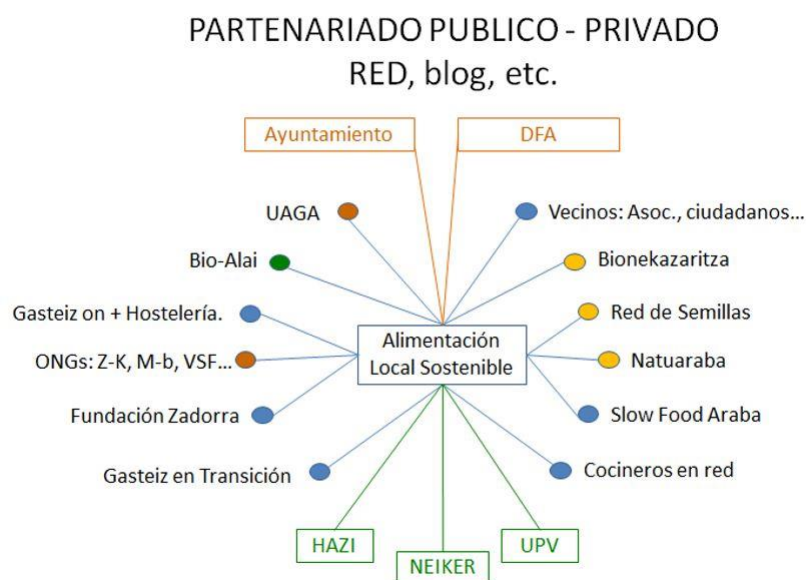 PARTENARIADO PUBLICO - PRIVADO
RED, blog, etc.
Ayuntamiento
DFA
UAGA
Vecinos: Asoc., ciudadanos...
Bio-Alai
Bionekazaritza
Gasteiz on + Hostelería.
Red de Semillas
Alimentación
Local Sostenible
ONGs: Z-K, M-b, VSF...
Natuaraba
Fundación Zadorra
Slow Food Araba
Gasteiz en Transición
Cocineros en red
HAZI
UPV
NEIKER